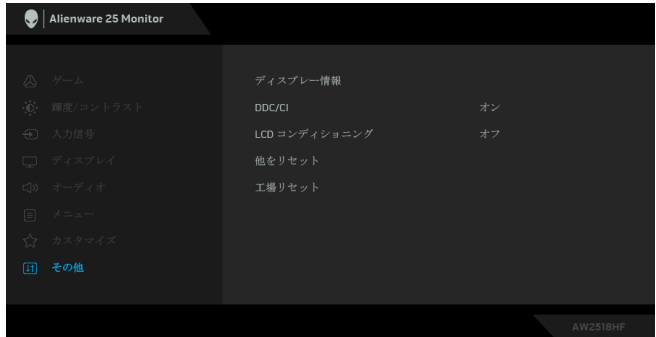 Alienware 25 Monitor
ゲーム
輝度/コントラスト
入力信号
ディスプレイ
オーディオ
メニュー
カスタマイズ
その他
ディスプレー情報
DDC/CI オン
LCD コンディショニング オフ
他をリセット
工場リセット
AW2518HF